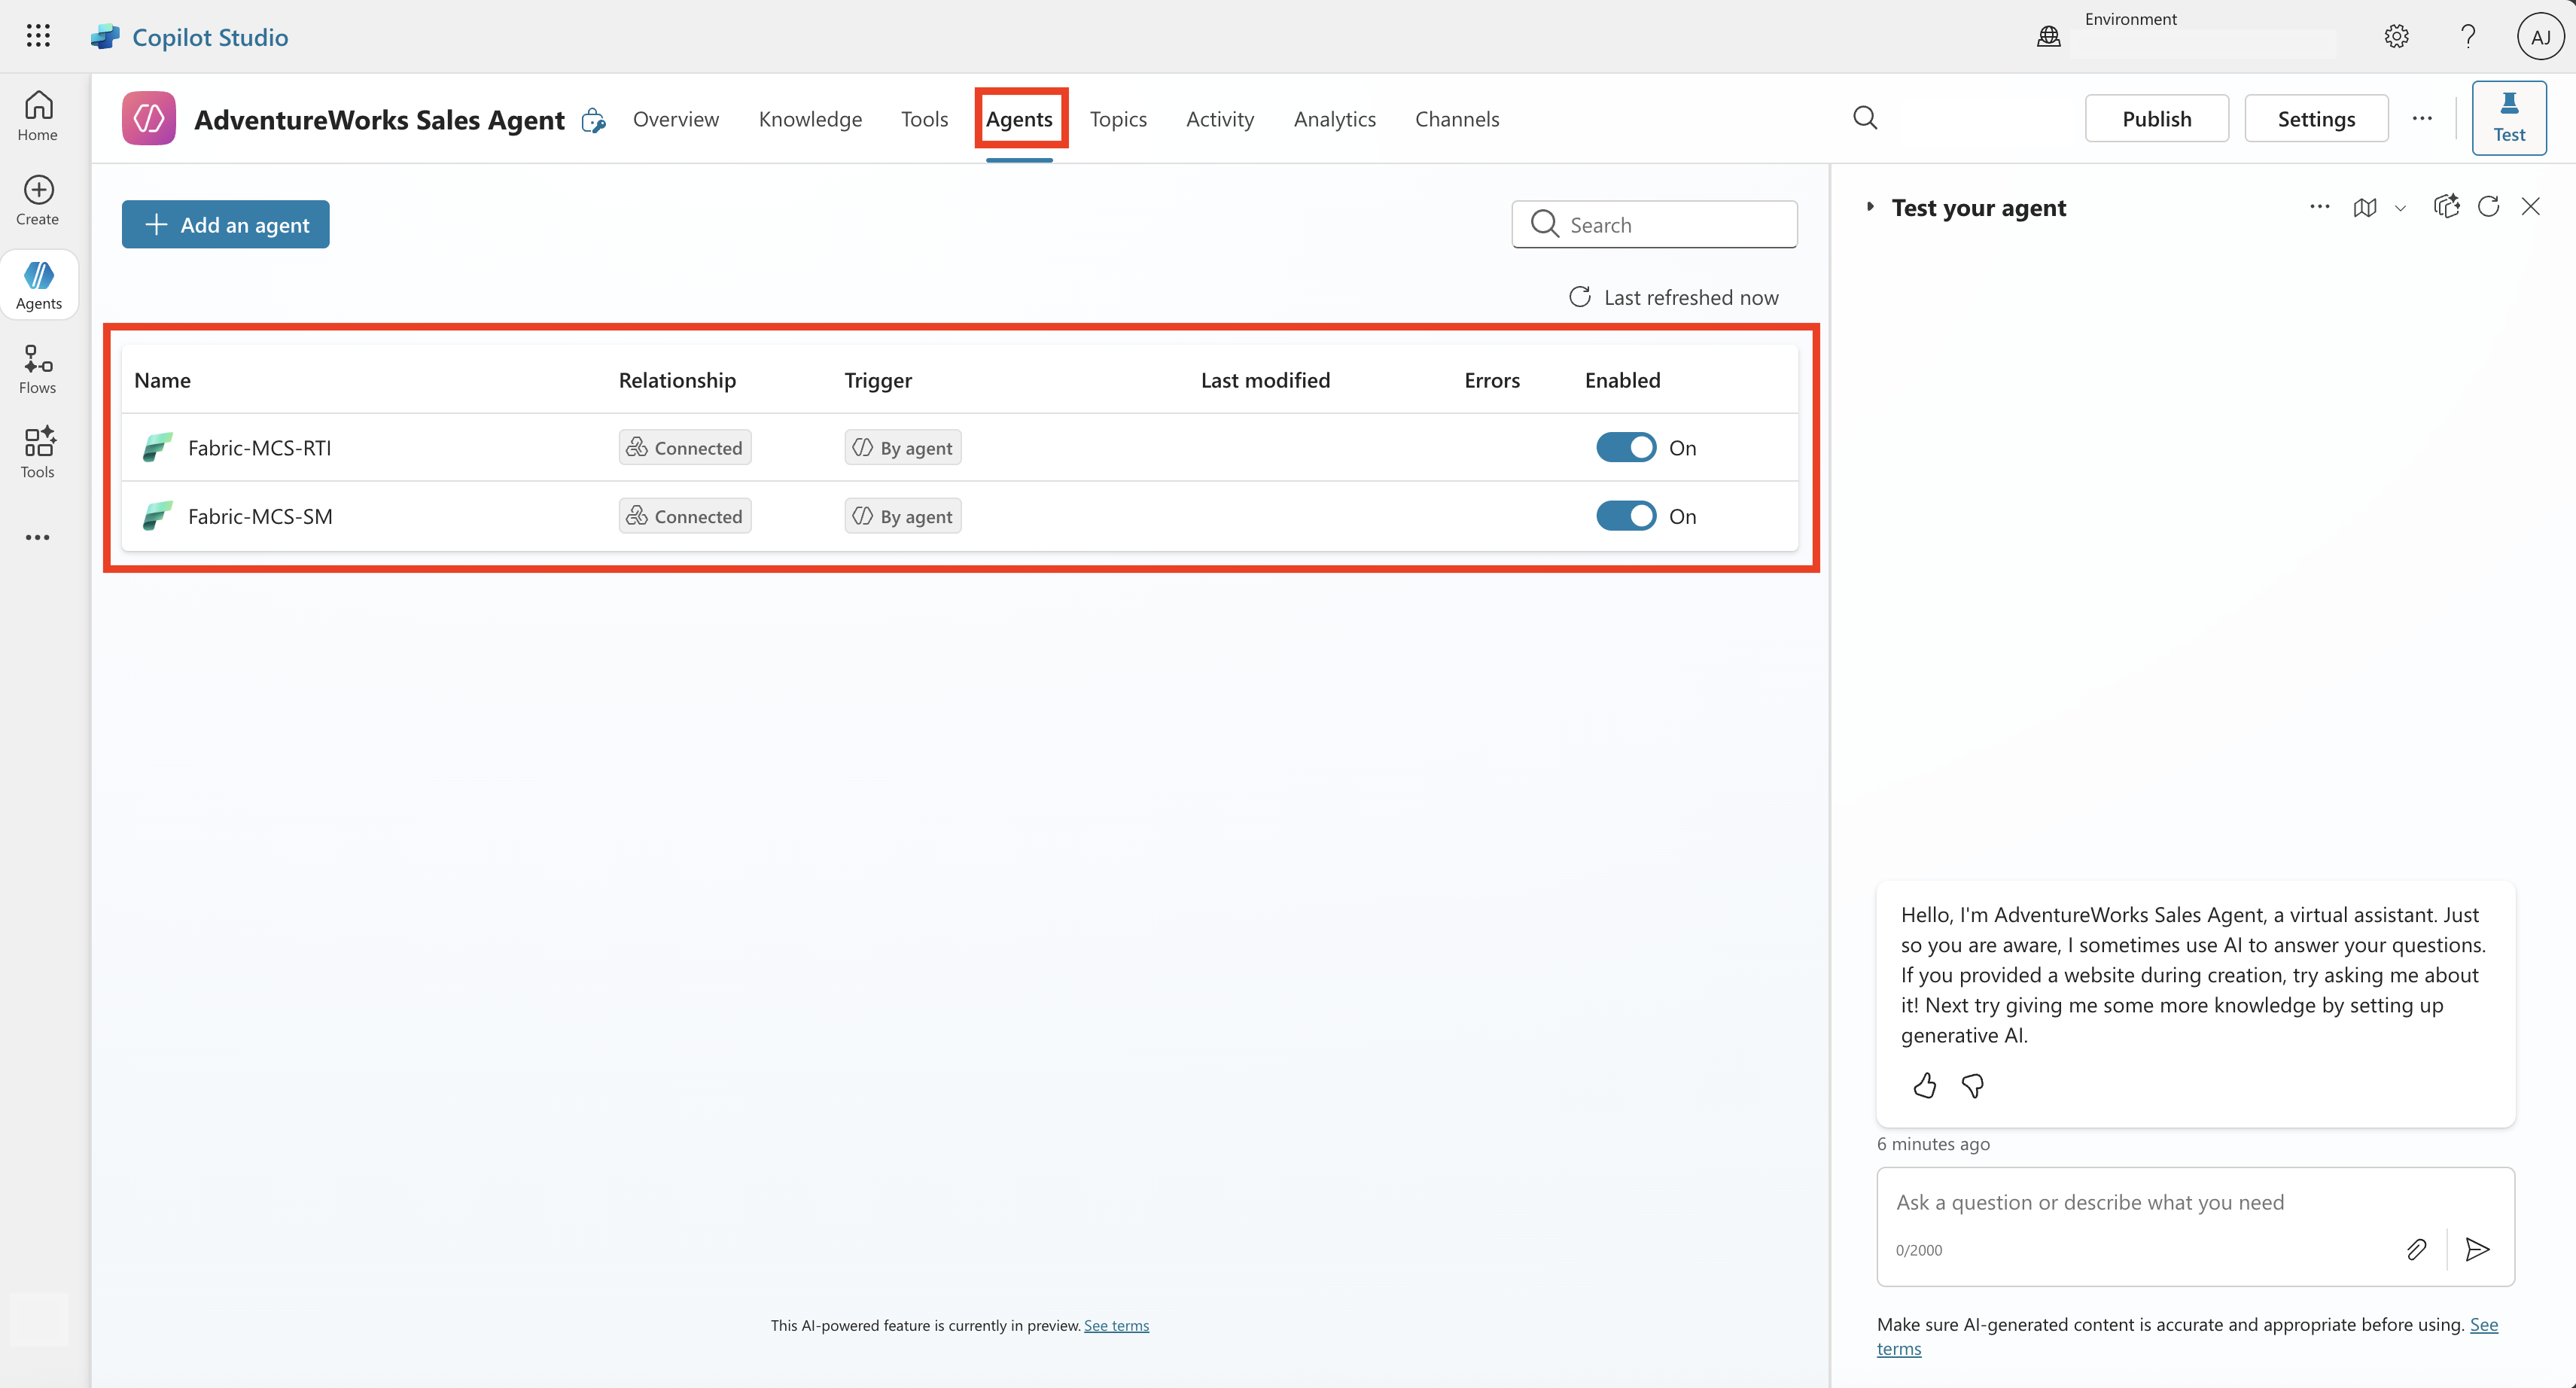 Copilot Studio
Environment
AJ
Home
Create
Agents
Flows
Tools
AdventureWorks Sales Agent
Overview
Knowledge
Tools
Agents
Topics
Activity
Analytics
Channels
Publish
Settings
Test
Add an agent
Search
Last refreshed now
Name Relationship Trigger Last modified Errors Enabled
Fabric-MCS-RTI Connected By agent On
Fabric-MCS-SM Connected By agent On
This AI-powered feature is currently in preview. See terms
Test your agent
Hello, I'm AdventureWorks Sales Agent, a virtual assistant. Just
so you are aware, I sometimes use AI to answer your questions.
If you provided a website during creation, try asking me about
it! Next try giving me some more knowledge by setting up
generative AI.
6 minutes ago
Ask a question or describe what you need
0/2000
Make sure AI-generated content is accurate and appropriate before using. See
terms